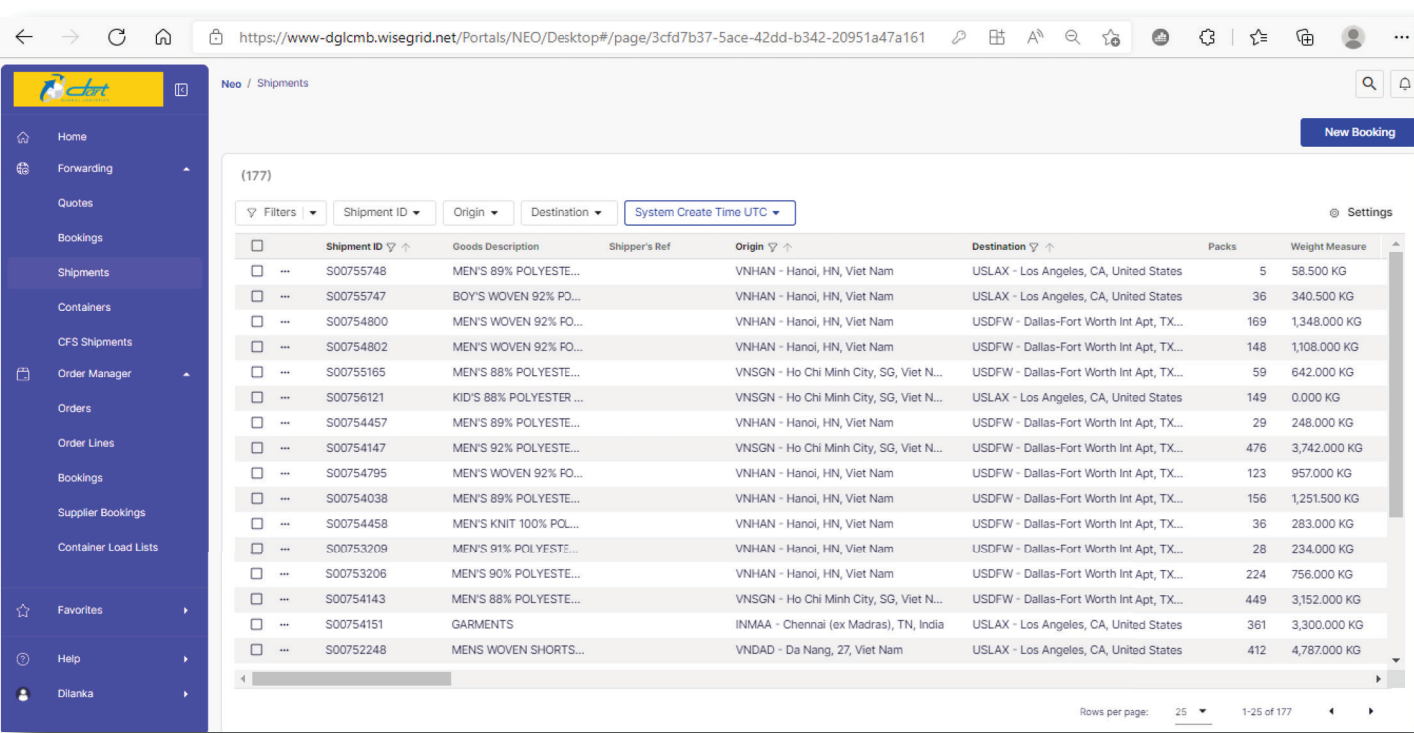 https://www-dglcmb.wisegrid.net/Portals/NEO/Desktop#/page/3cfd7b37-5ace-42dd-b342-20951a47a161
dart
Neo / Shipments
New Booking
Home
Forwarding
Quotes
Bookings
Shipments
Containers
CFS Shipments
Order Manager
Orders
Order Lines
Bookings
Supplier Bookings
Container Load Lists
Favorites
Help
Dilanka
(177)
Filters Shipment ID Origin Destination System Create Time UTC Settings
Shipment ID Goods Description Shipper's Ref Origin Destination Packs Weight Measure
S00755748 MEN'S 89% POLYESTE... VNHAN - Hanoi, HN, Viet Nam USLAX - Los Angeles, CA, United States 5 58.500 KG
S00755747 BOY'S WOVEN 92% PO... VNHAN - Hanoi, HN, Viet Nam USLAX - Los Angeles, CA, United States 36 340.500 KG
S00754800 MEN'S WOVEN 92% PO... VNHAN - Hanoi, HN, Viet Nam USDFW - Dallas-Fort Worth Int Apt, TX... 169 1,348.000 KG
S00754802 MEN'S WOVEN 92% PO... VNHAN - Hanoi, HN, Viet Nam USDFW - Dallas-Fort Worth Int Apt, TX... 148 1,108.000 KG
S00755165 MEN'S 88% POLYESTE... VNSGN - Ho Chi Minh City, SG, Viet N... USDFW - Dallas-Fort Worth Int Apt, TX... 59 642.000 KG
S00756121 KID'S 88% POLYESTER ... VNSGN - Ho Chi Minh City, SG, Viet N... USLAX - Los Angeles, CA, United States 149 0.000 KG
S00754457 MEN'S 89% POLYESTE... VNHAN - Hanoi, HN, Viet Nam USDFW - Dallas-Fort Worth Int Apt, TX... 29 248.000 KG
S00754147 MEN'S 92% POLYESTE... VNSGN - Ho Chi Minh City, SG, Viet N... USDFW - Dallas-Fort Worth Int Apt, TX... 476 3,742.000 KG
S00754795 MEN'S WOVEN 92% PO... VNHAN - Hanoi, HN, Viet Nam USDFW - Dallas-Fort Worth Int Apt, TX... 123 957.000 KG
S00754038 MEN'S 89% POLYESTE... VNHAN - Hanoi, HN, Viet Nam USDFW - Dallas-Fort Worth Int Apt, TX... 156 1,251.500 KG
S00754458 MEN'S KNIT 100% POL... VNHAN - Hanoi, HN, Viet Nam USDFW - Dallas-Fort Worth Int Apt, TX... 36 283.000 KG
S00753209 MEN'S 91% POLYESTE... VNHAN - Hanoi, HN, Viet Nam USDFW - Dallas-Fort Worth Int Apt, TX... 28 234.000 KG
S00753206 MEN'S 90% POLYESTE... VNHAN - Hanoi, HN, Viet Nam USDFW - Dallas-Fort Worth Int Apt, TX... 224 756.000 KG
S00754143 MEN'S 88% POLYESTE... VNSGN - Ho Chi Minh City, SG, Viet N... USDFW - Dallas-Fort Worth Int Apt, TX... 449 3,152.000 KG
S00754151 GARMENTS INMAA - Chennai (ex Madras), TN, India USLAX - Los Angeles, CA, United States 361 3,300.000 KG
S00752248 MENS WOVEN SHORTS... VNDAD - Da Nang, 27, Viet Nam USLAX - Los Angeles, CA, United States 412 4,787.000 KG
Rows per page: 25 1-25 of 177